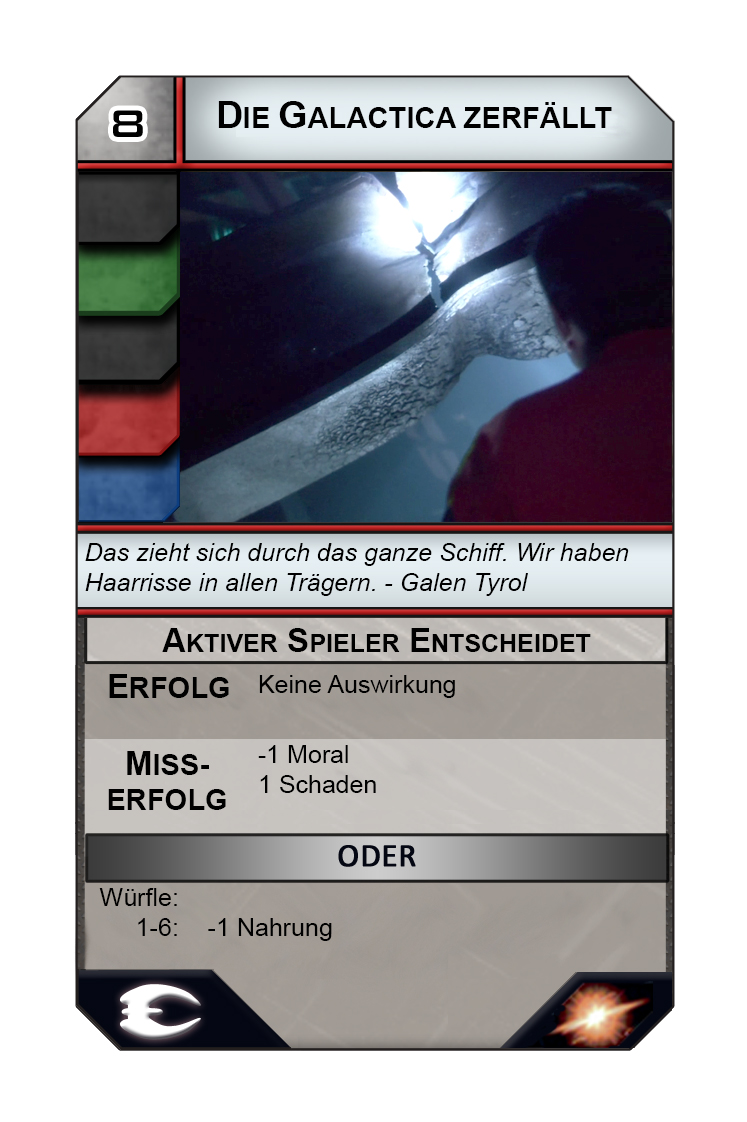 8
DIE GALACTICA ZERFÄLLT
Das zieht sich durch das ganze Schiff. Wir haben
Haarrisse in allen Trägern. - Galen Tyrol
AKTIVER SPIELER ENTSCHEIDET
ERFOLG Keine Auswirkung
MISS-
ERFOLG
-1 Moral
1 Schaden
ODER
Würfle:
1-6: -1 Nahrung